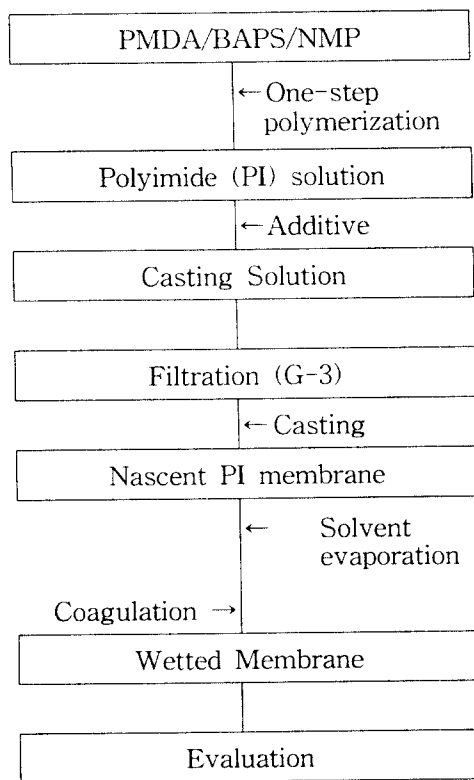 PMDA/BAPS/NMP
←One-step
polymerization
Polyimide (PI) solution
←Additive
Casting Solution
Filtration (G-3)
←Casting
Nascent PI membrane
← Solvent
evaporation
Coagulation →
Wetted Membrane
Evaluation